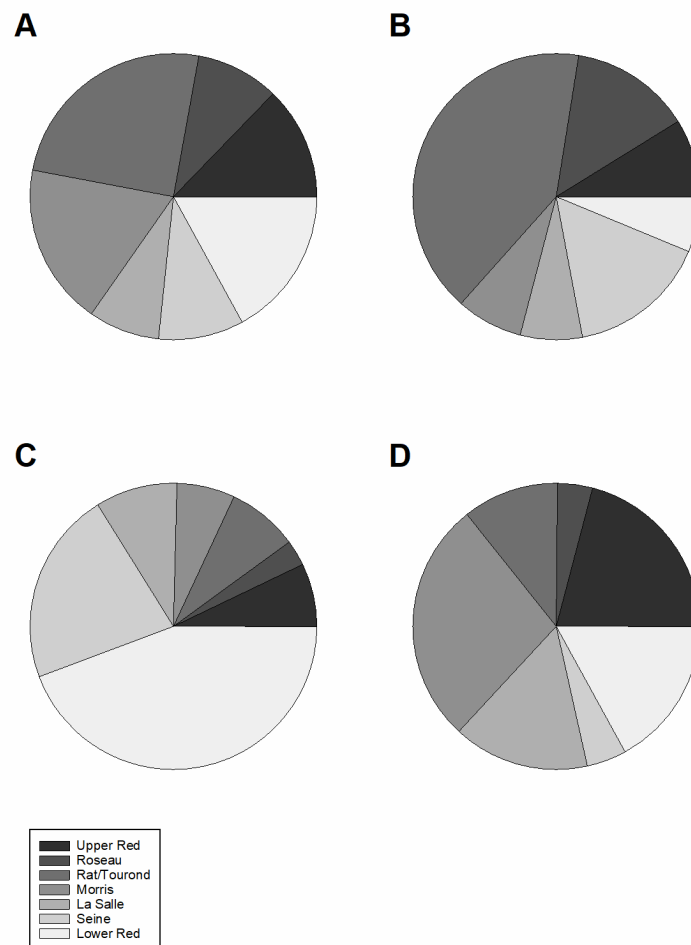 A
B
C
D
Upper Red
Roseau
Rat/Tourond
Morris
La Salle
Seine
Lower Red